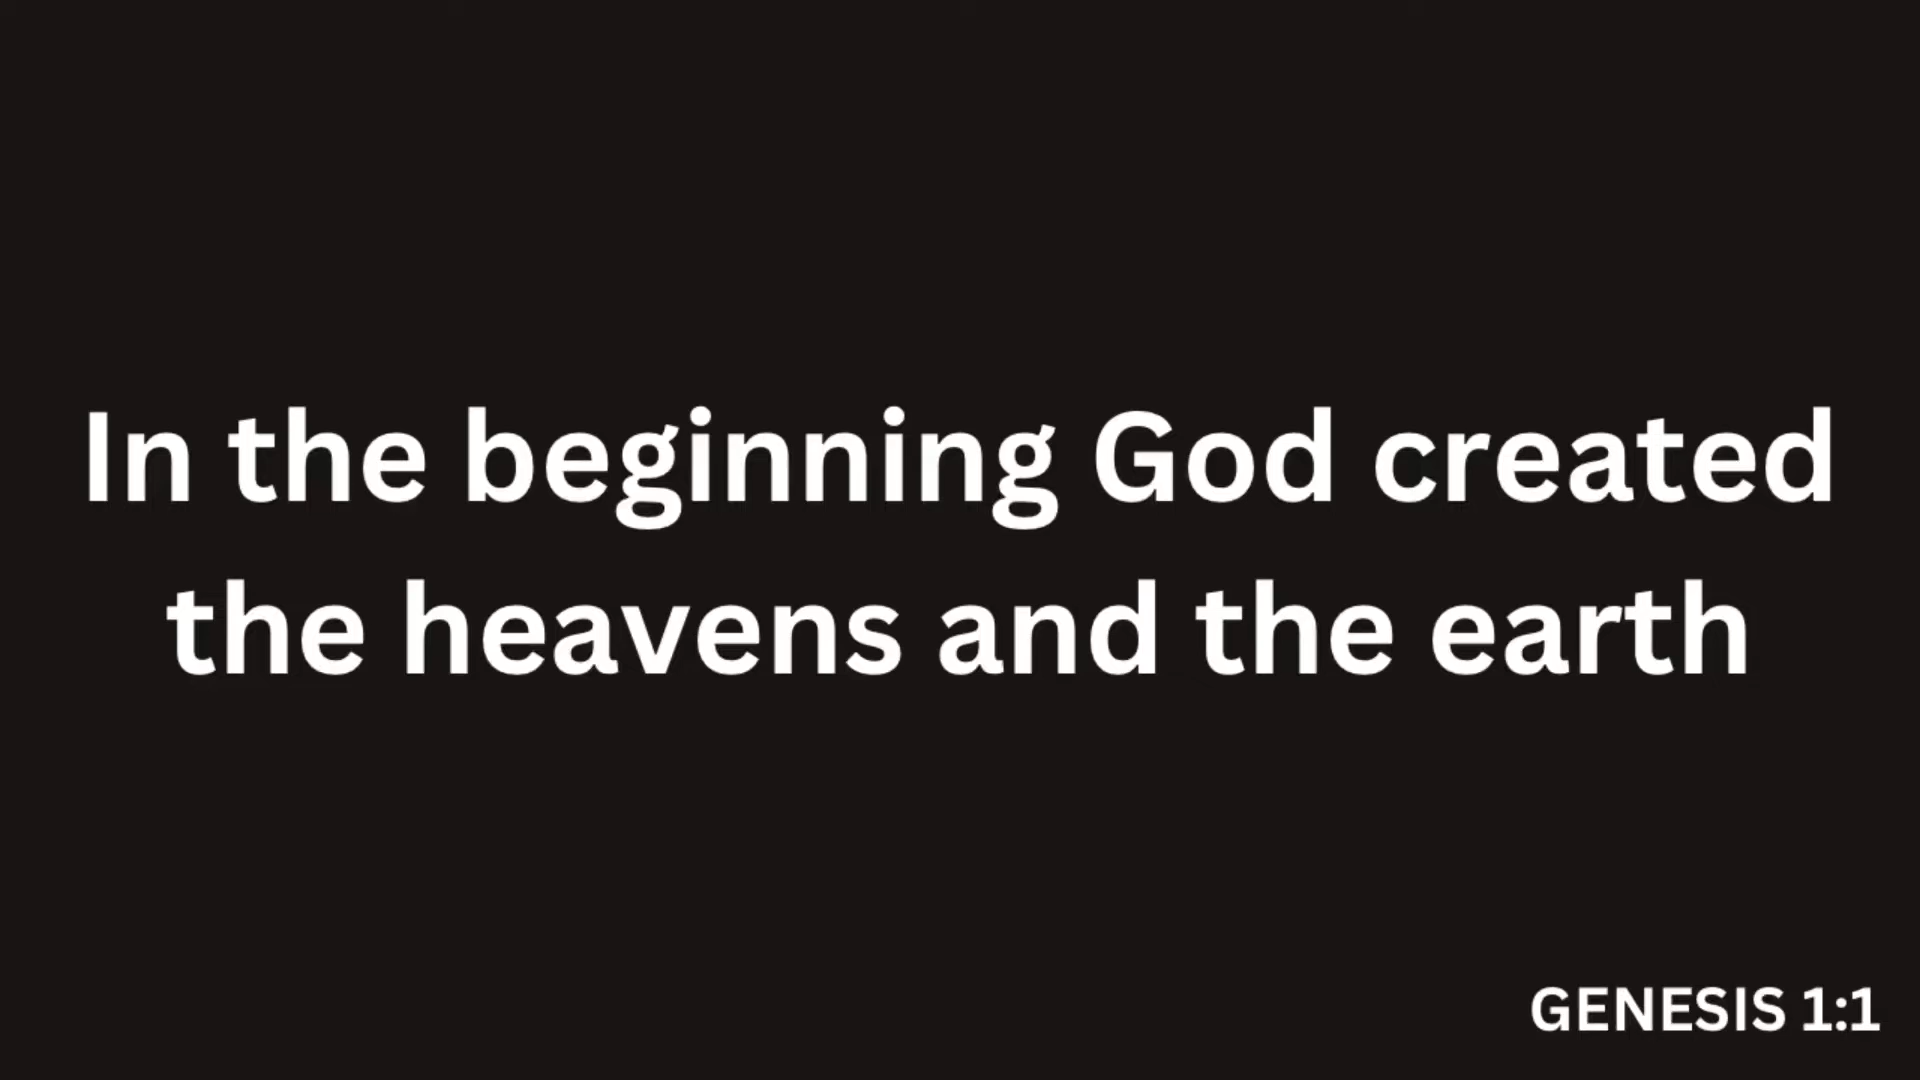 In the beginning God created
the heavens and the earth
GENESIS 1:1